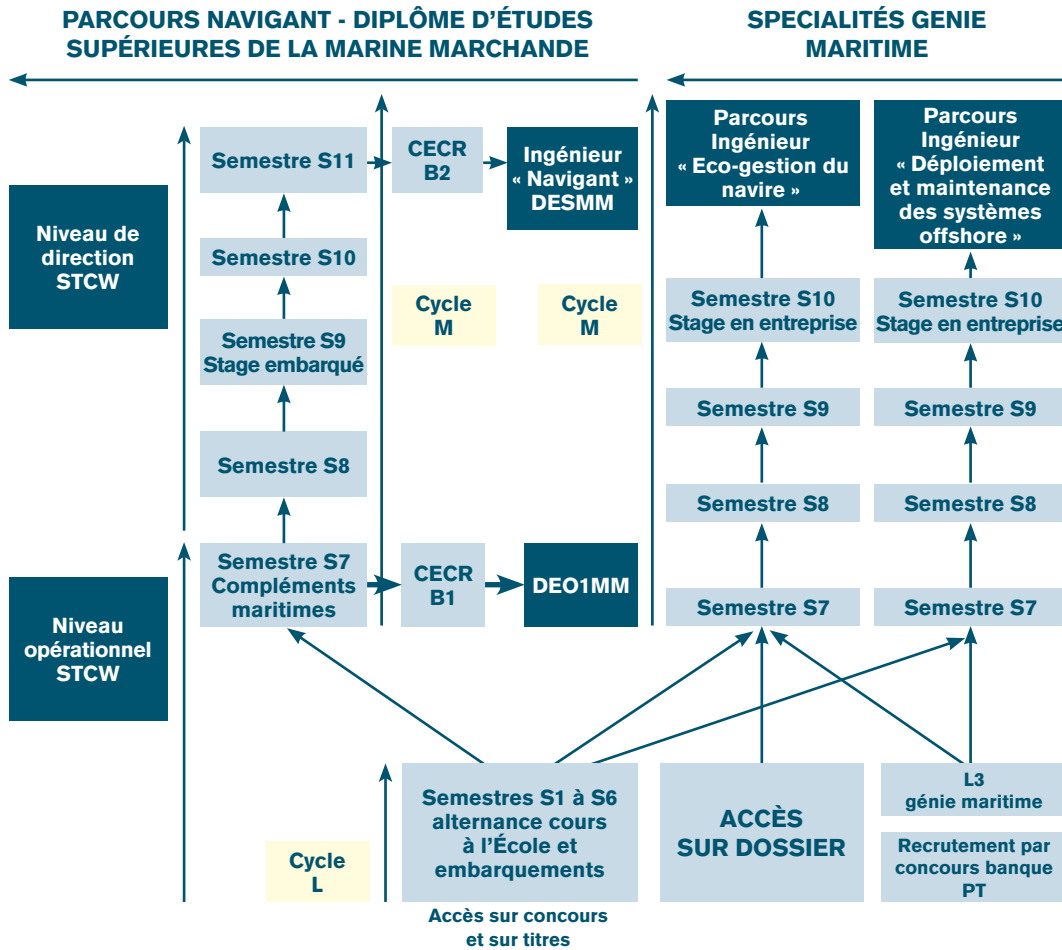 PARCOURS NAVIGANT - DIPLÔME D'ÉTUDES
SUPÉRIEURES DE LA MARINE MARCHANDE
SPECIALITÉS GENIE
MARITIME
Niveau de
direction
STCW
Niveau
opérationnel
STCW
Semestre S11
Semestre S10
Semestre S9
Stage embarqué
Semestre S8
Semestre S7
Compléments
maritimes
CECR
B2
Ingénieur
« Navigant »
DESMM
Cycle
M
Cycle
M
CECR
B1
DEO1MM
Parcours
Ingénieur
« Eco-gestion du
navire »
Semestre S10
Stage en entreprise
Semestre S9
Semestre S8
Semestre S7
Parcours
Ingénieur
« Déploiement
et maintenance
des systèmes
offshore »
Semestre S10
Stage en entreprise
Semestre S9
Semestre S8
Semestre S7
Cycle
L
Semestres S1 à S6
alternance cours
à l'École et
embarquements
Accès sur concours
et sur titres
ACCÈS
SUR DOSSIER
L3
génie maritime
Recrutement par
concours banque
PT